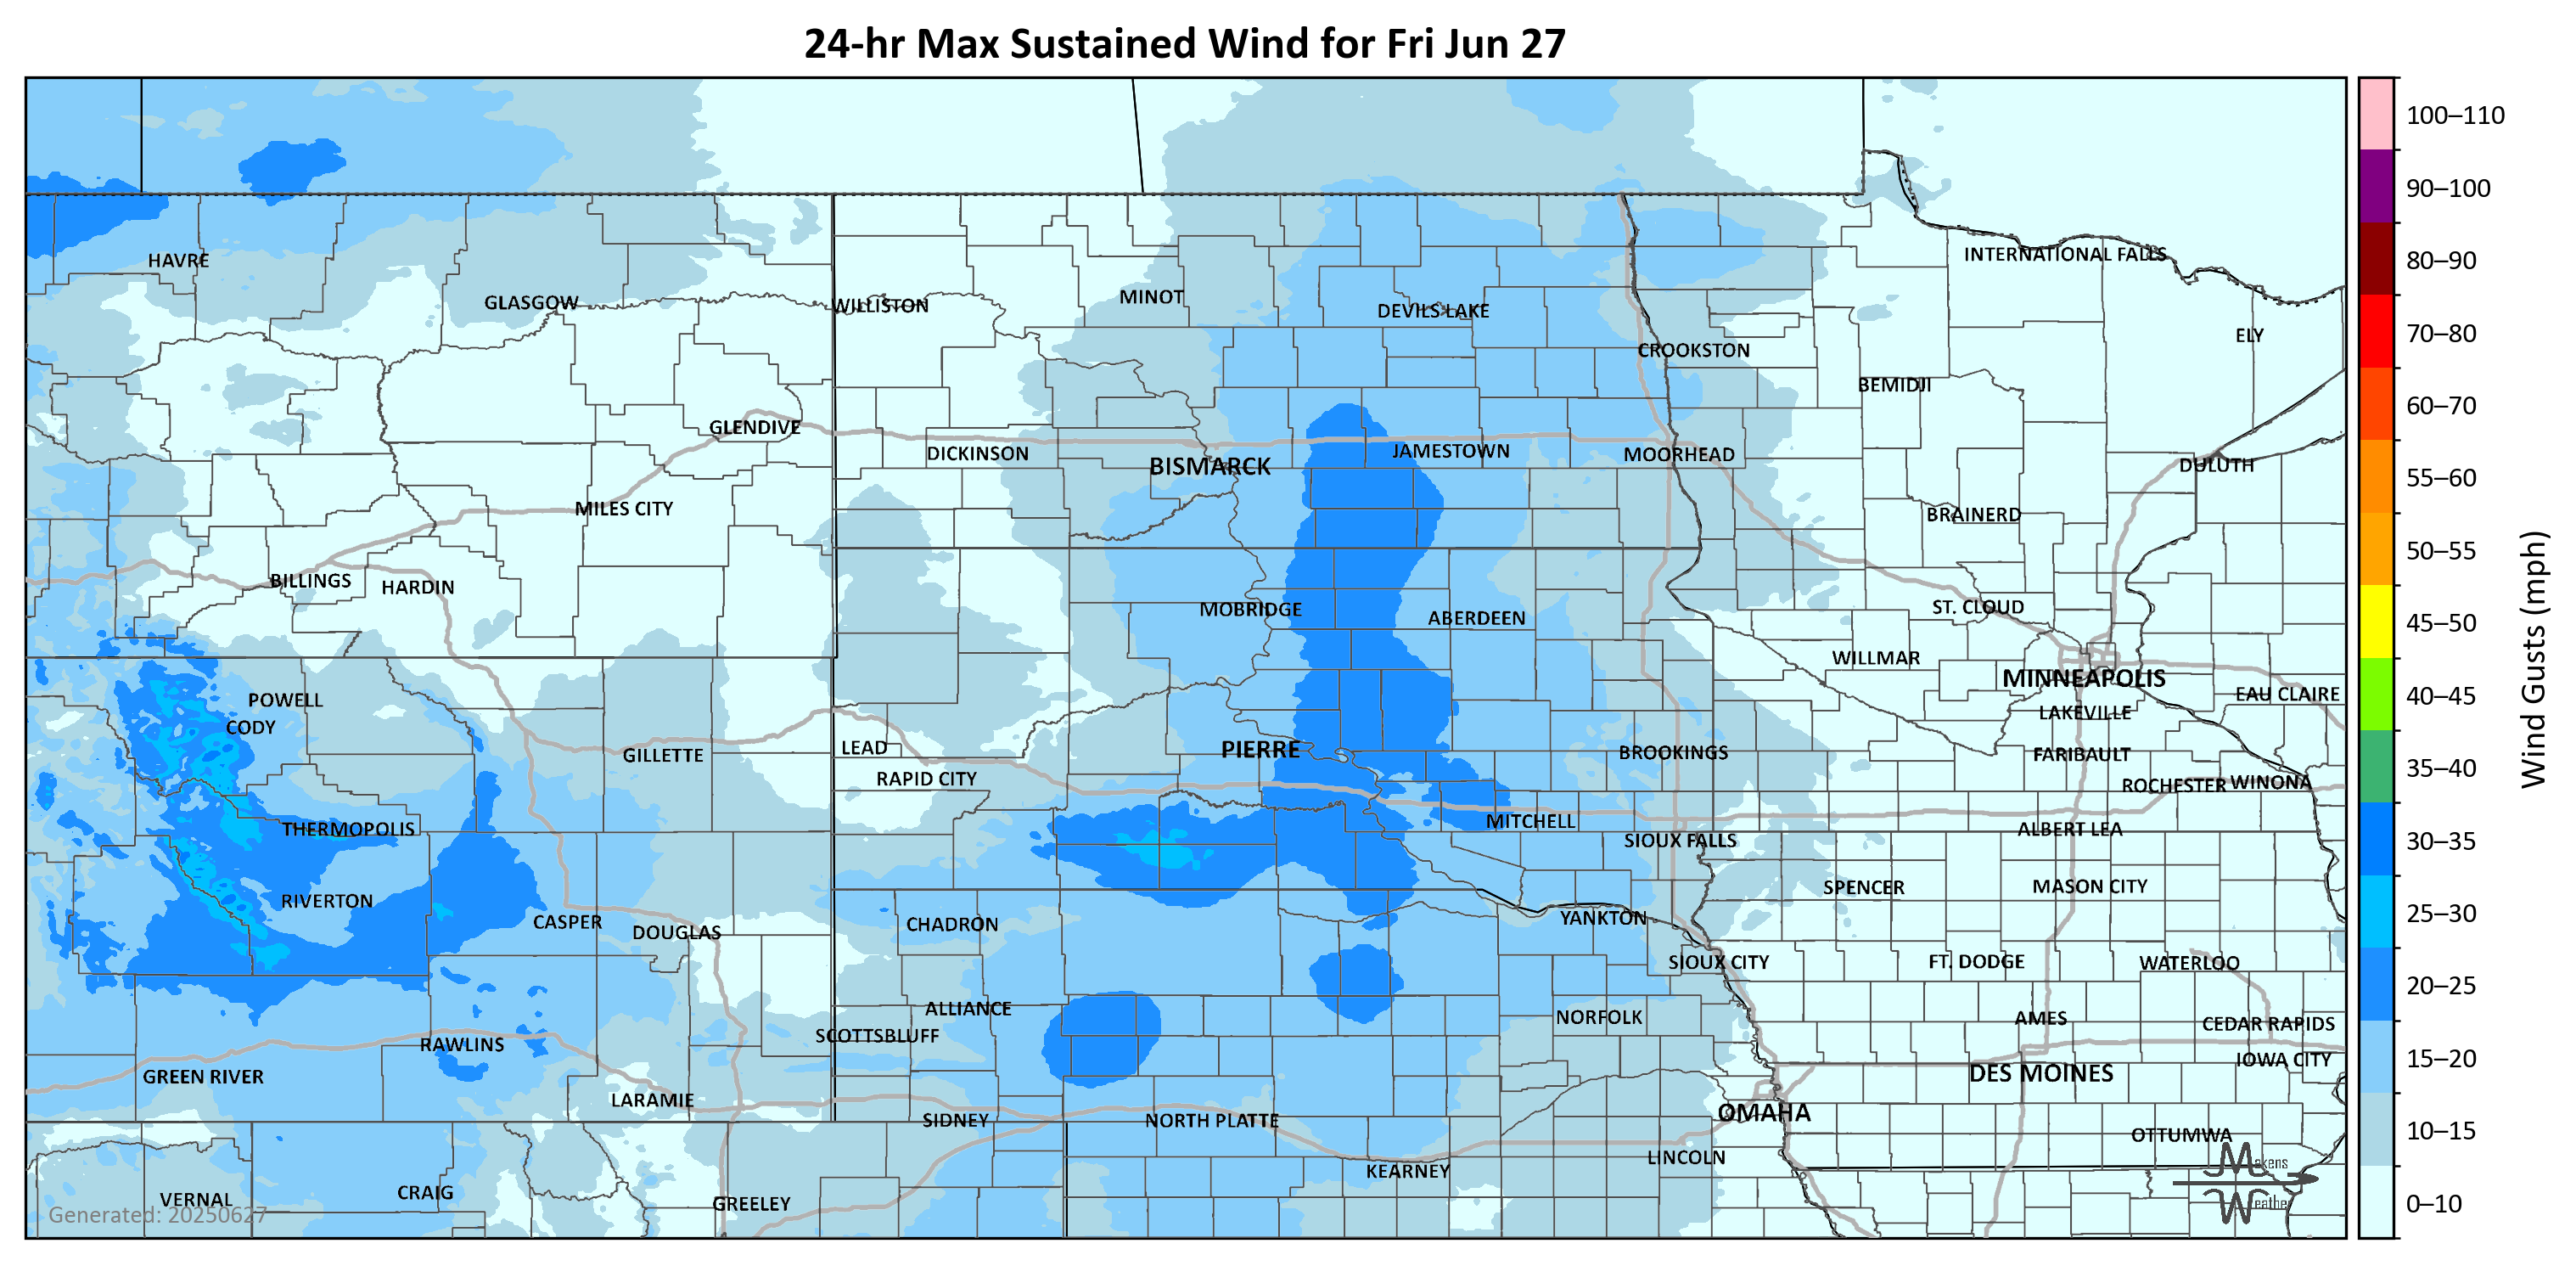 24-hr Max Sustained Wind for Fri Jun 27
100–110
90–100
80–90
70–80
60–70
55–60
50–55
45–50
40–45
35–40
30–35
25–30
20–25
15–20
10–15
0–10
Wind Gusts (mph)
HAVRE
INTERNATIONAL FALLS
GLASGOW
WILLISTON
MINOT
DEVILS LAKE
ELY
CROOKSTON
BEMIDJI
GLENDIVE
DICKINSON
BISMARCK
JAMESTOWN
MOORHEAD
DULUTH
MILES CITY
BRAINERD
BILLINGS
HARDIN
MOBRIDGE
ABERDEEN
ST. CLOUD
WILLMAR
MINNEAPOLIS
POWELL
EAU CLAIRE
CODY
LAKEVILLE
GILLETTE
LEAD
PIERRE
BROOKINGS
FARIBAULT
RAPID CITY
ROCHESTER
WINONA
THERMOPOLIS
MITCHELL
ALBERT LEA
SIOUX FALLS
SPENCER
MASON CITY
RIVERTON
CASPER
CHADRON
YANKTON
DOUGLAS
SIOUX CITY
FT. DODGE
WATERLOO
ALLIANCE
NORFOLK
AMES
CEDAR RAPIDS
SCOTTSBLUFF
RAWLINS
IOWA CITY
GREEN RIVER
DES MOINES
LARAMIE
OMAHA
SIDNEY
NORTH PLATTE
OTTUMWA
LINCOLN
KEARNEY
VERNAL
CRAIG
GREELEY
Makens
Weather
Generated: 20250627